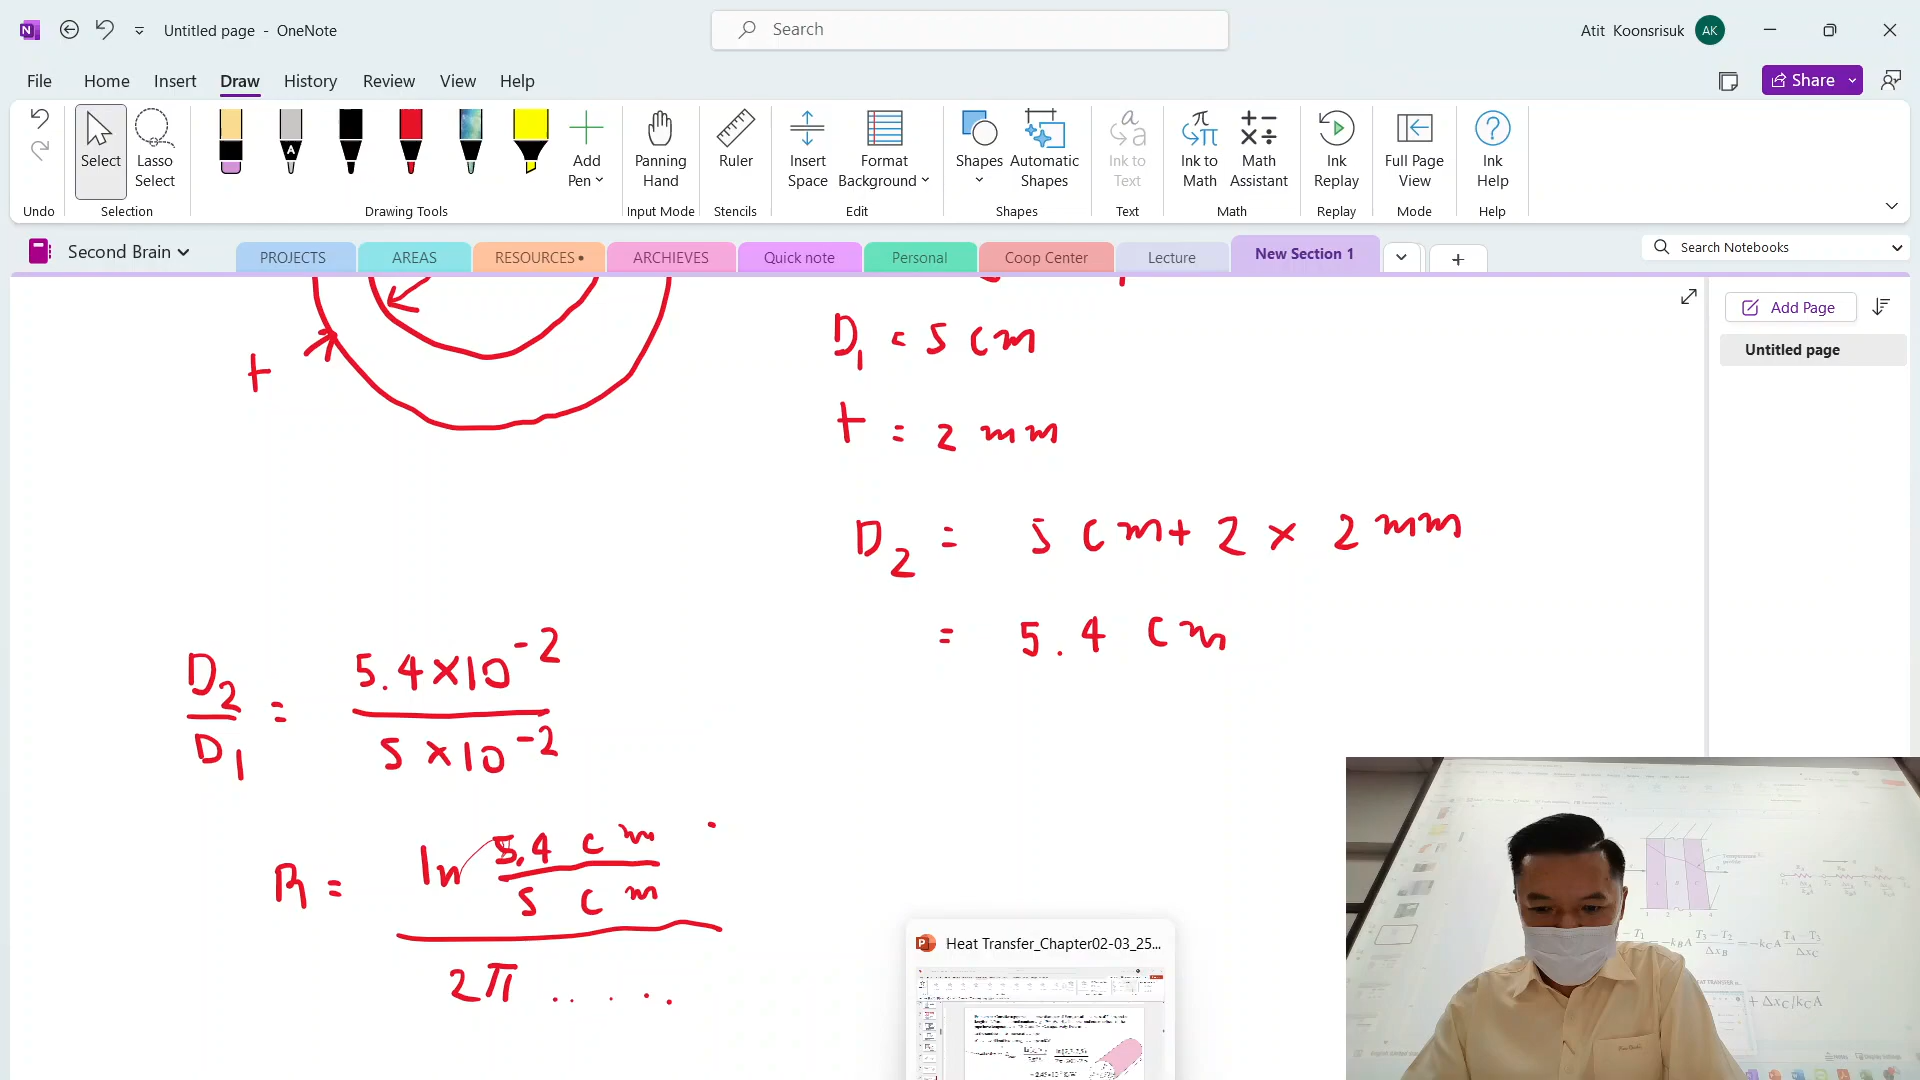 Untitled page - OneNote
Search
Atit Koonsrisuk AK
File Home Insert Draw History Review View Help
Share
Select
Lasso Select
Add Pen
Panning Hand
Ruler
Insert Space
Format Background
Shapes
Automatic Shapes
Ink to Text
Ink to Math
Math Assistant
Ink Replay
Full Page View
Ink Help
Undo Selection Drawing Tools Input Mode Stencils Edit Shapes Text Math Replay Mode Help
Second Brain PROJECTS AREAS RESOURCES • ARCHIEVES Quick note Personal Coop Center Lecture New Section 1 Search Notebooks
Add Page
Untitled page
t
D₁ = 5 cm
t = 2 mm
D₂ = 5 cm + 2 × 2 mm
= 5.4 cm
D₂/D₁ = 5.4×10⁻² / 5×10⁻²
R = ln 5.4 cm / 5 cm
2π .....
Heat Transfer_Chapter02-03_25...